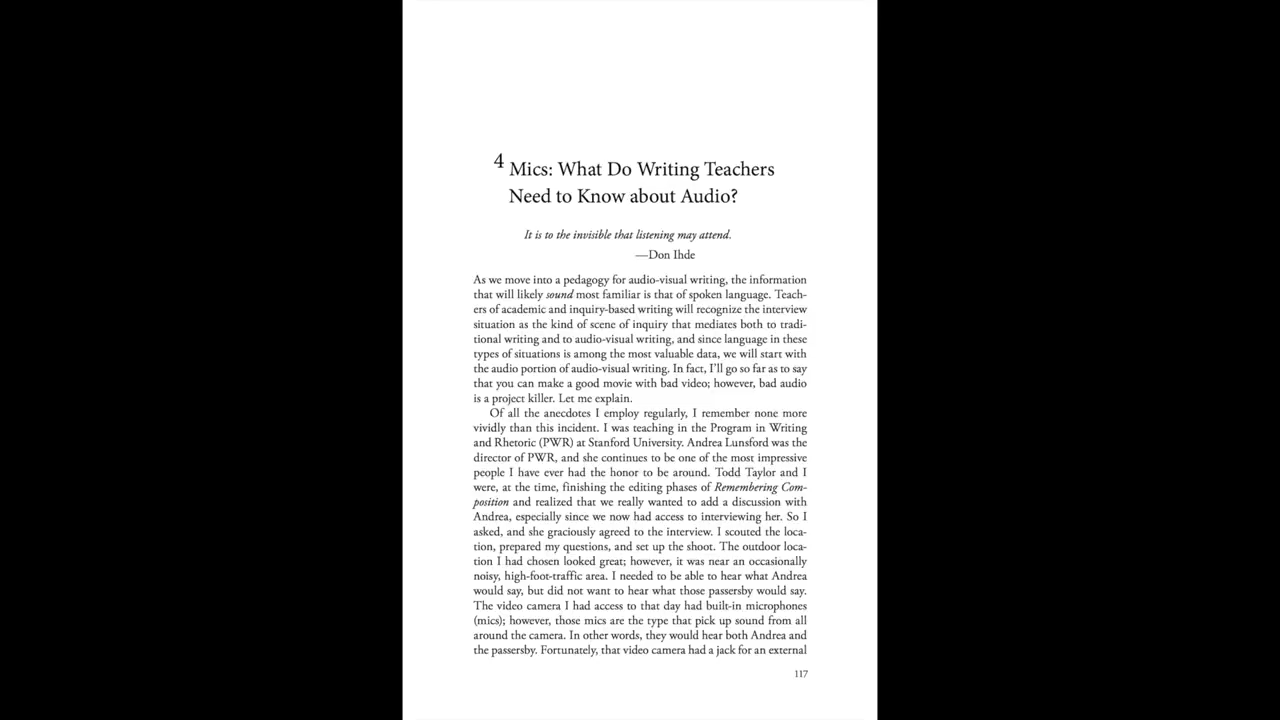 4 Mics: What Do Writing Teachers
Need to Know about Audio?
It is to the invisible that listening may attend.
—Don Ihde
As we move into a pedagogy for audio-visual writing, the information
that will likely sound most familiar is that of spoken language. Teach-
ers of academic and inquiry-based writing will recognize the interview
situation as the kind of scene of inquiry that mediates both to tradi-
tional writing and to audio-visual writing, and since language in these
types of situations is among the most valuable data, we will start with
the audio portion of audio-visual writing. In fact, I’ll go so far as to say
that you can make a good movie with bad video; however, bad audio
is a project killer. Let me explain.
Of all the anecdotes I employ regularly, I remember none more
vividly than this incident. I was teaching in the Program in Writing
and Rhetoric (PWR) at Stanford University. Andrea Lunsford was the
director of PWR, and she continues to be one of the most impressive
people I have ever had the honor to be around. Todd Taylor and I
were, at the time, finishing the editing phases of Remembering Com-
position and realized that we really wanted to add a discussion with
Andrea, especially since we now had access to interviewing her. So I
asked, and she graciously agreed to the interview. I scouted the loca-
tion, prepared my questions, and set up the shoot. The outdoor loca-
tion I had chosen looked great; however, it was near an occasionally
noisy, high-foot-traffic area. I needed to be able to hear what Andrea
would say, but did not want to hear what those passersby would say.
The video camera I had access to that day had built-in microphones
(mics); however, those mics are the type that pick up sound from all
around the camera. In other words, they would hear both Andrea and
the passersby. Fortunately, that video camera had a jack for an external
117